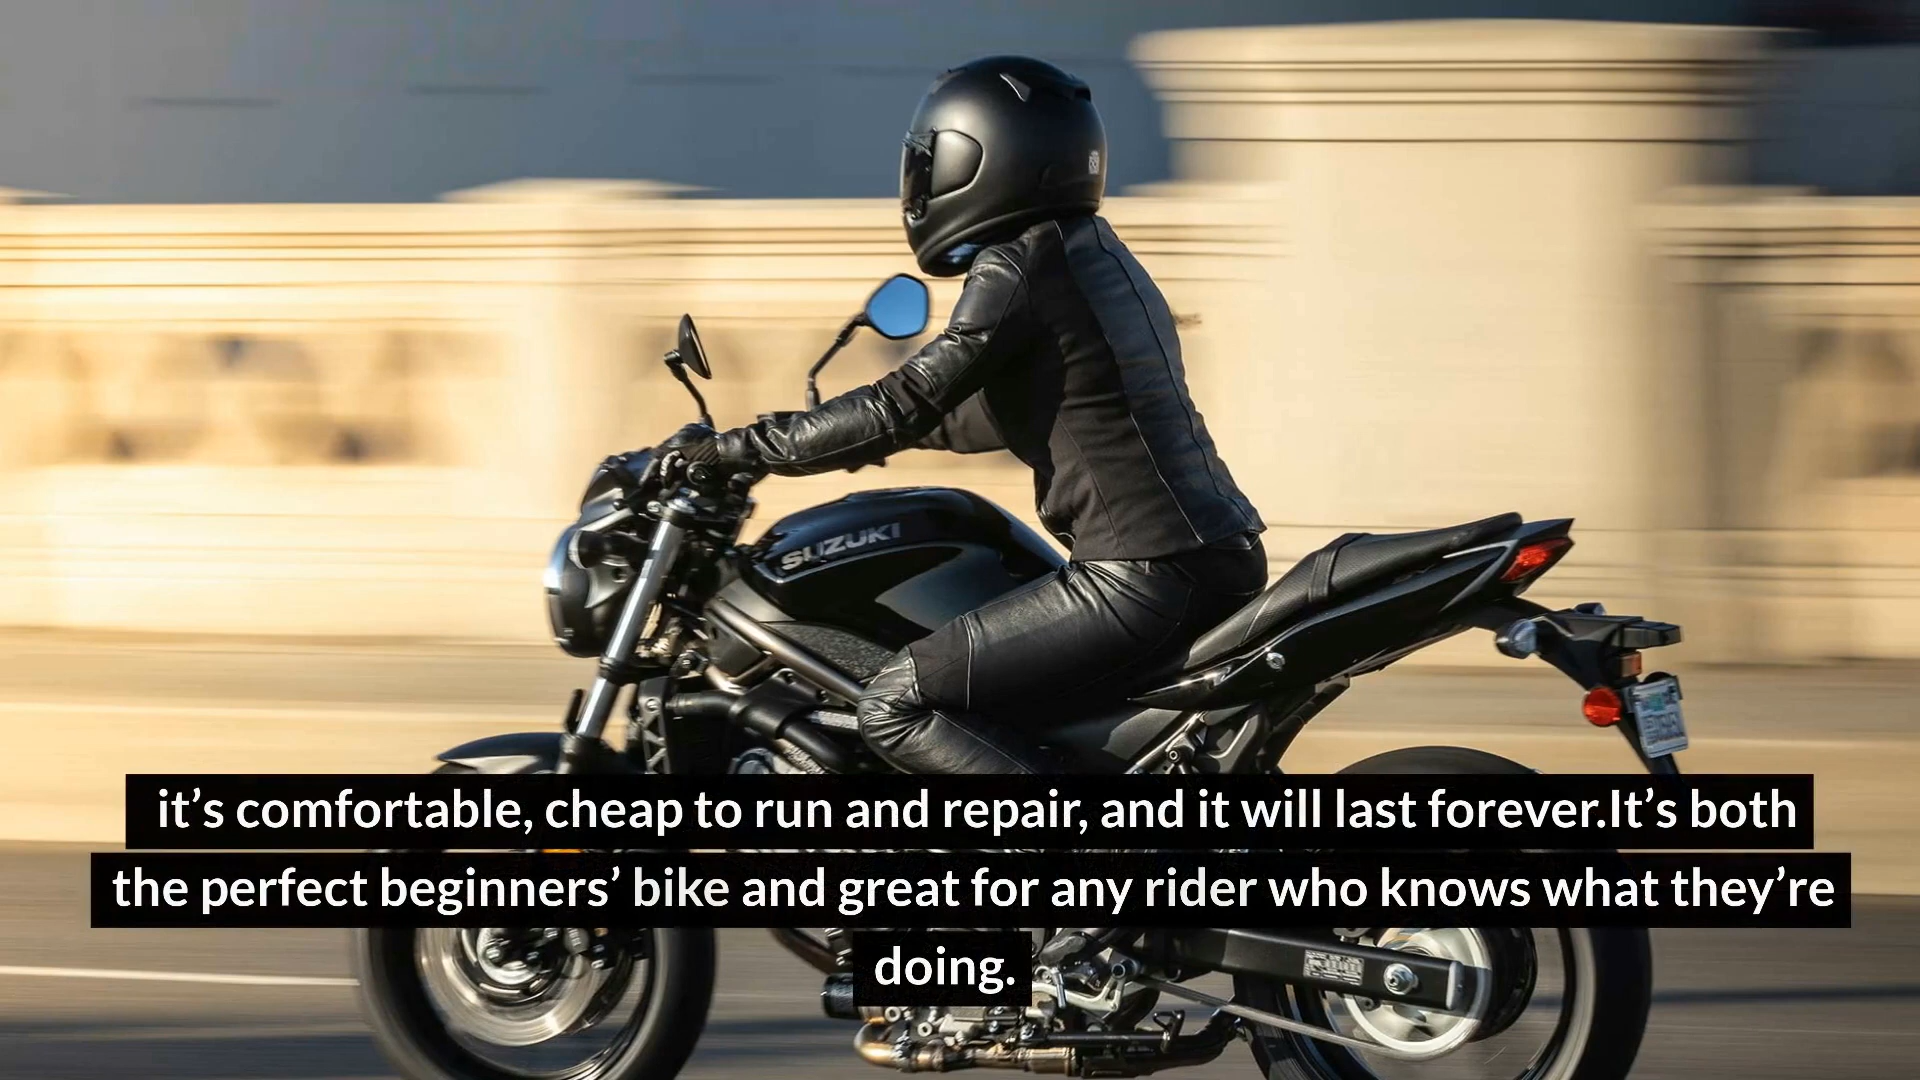 SUZUKI
it’s comfortable, cheap to run and repair, and it will last forever.It’s both
the perfect beginners’ bike and great for any rider who knows what they’re
doing.